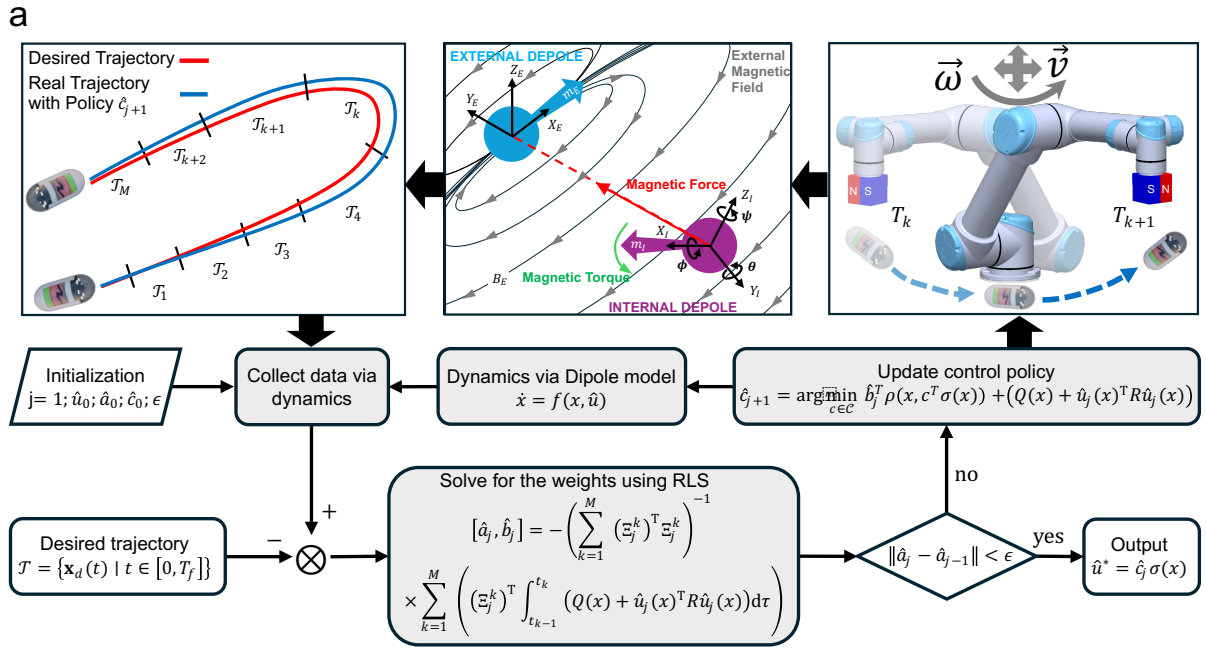 a
Desired Trajectory
Real Trajectory
with Policy ĉ_{j+1}
𝒯_k
𝒯_{k+1}
𝒯_{k+2}
𝒯_M
𝒯_4
𝒯_3
𝒯_2
𝒯_1
EXTERNAL DEPOLE
Z_E
m_E
Y_E
X_E
External
Magnetic
Field
Magnetic Force
Z_I
ψ
X_I
m_I
ϕ
θ
Magnetic Torque
B_E
Y_I
INTERNAL DEPOLE
ω⃗ v⃗
N S S N
T_k T_{k+1}
Initialization
j= 1; û_0; â_0; ĉ_0; ϵ
Collect data via
dynamics
Dynamics via Dipole model
ẋ = f(x, û)
Update control policy
ĉ_{j+1} = argmin_{c∈𝒞} b̂_j^T ρ(x, c^T σ(x)) +(Q(x) + û_j(x)^T Rû_j(x))
no
+
−
Desired trajectory
𝒯 = {x_d(t) ∣ t ∈ [0, T_f]}
Solve for the weights using RLS
[â_j, b̂_j] = −(∑_{k=1}^{M} (Ξ_j^k)^T Ξ_j^k)^{−1}
× ∑_{k=1}^{M} ((Ξ_j^k)^T ∫_{t_{k−1}}^{t_k} (Q(x) + û_j(x)^T Rû_j(x))dτ)
‖â_j − â_{j−1}‖ < ϵ
yes
Output
û* = ĉ_j σ(x)